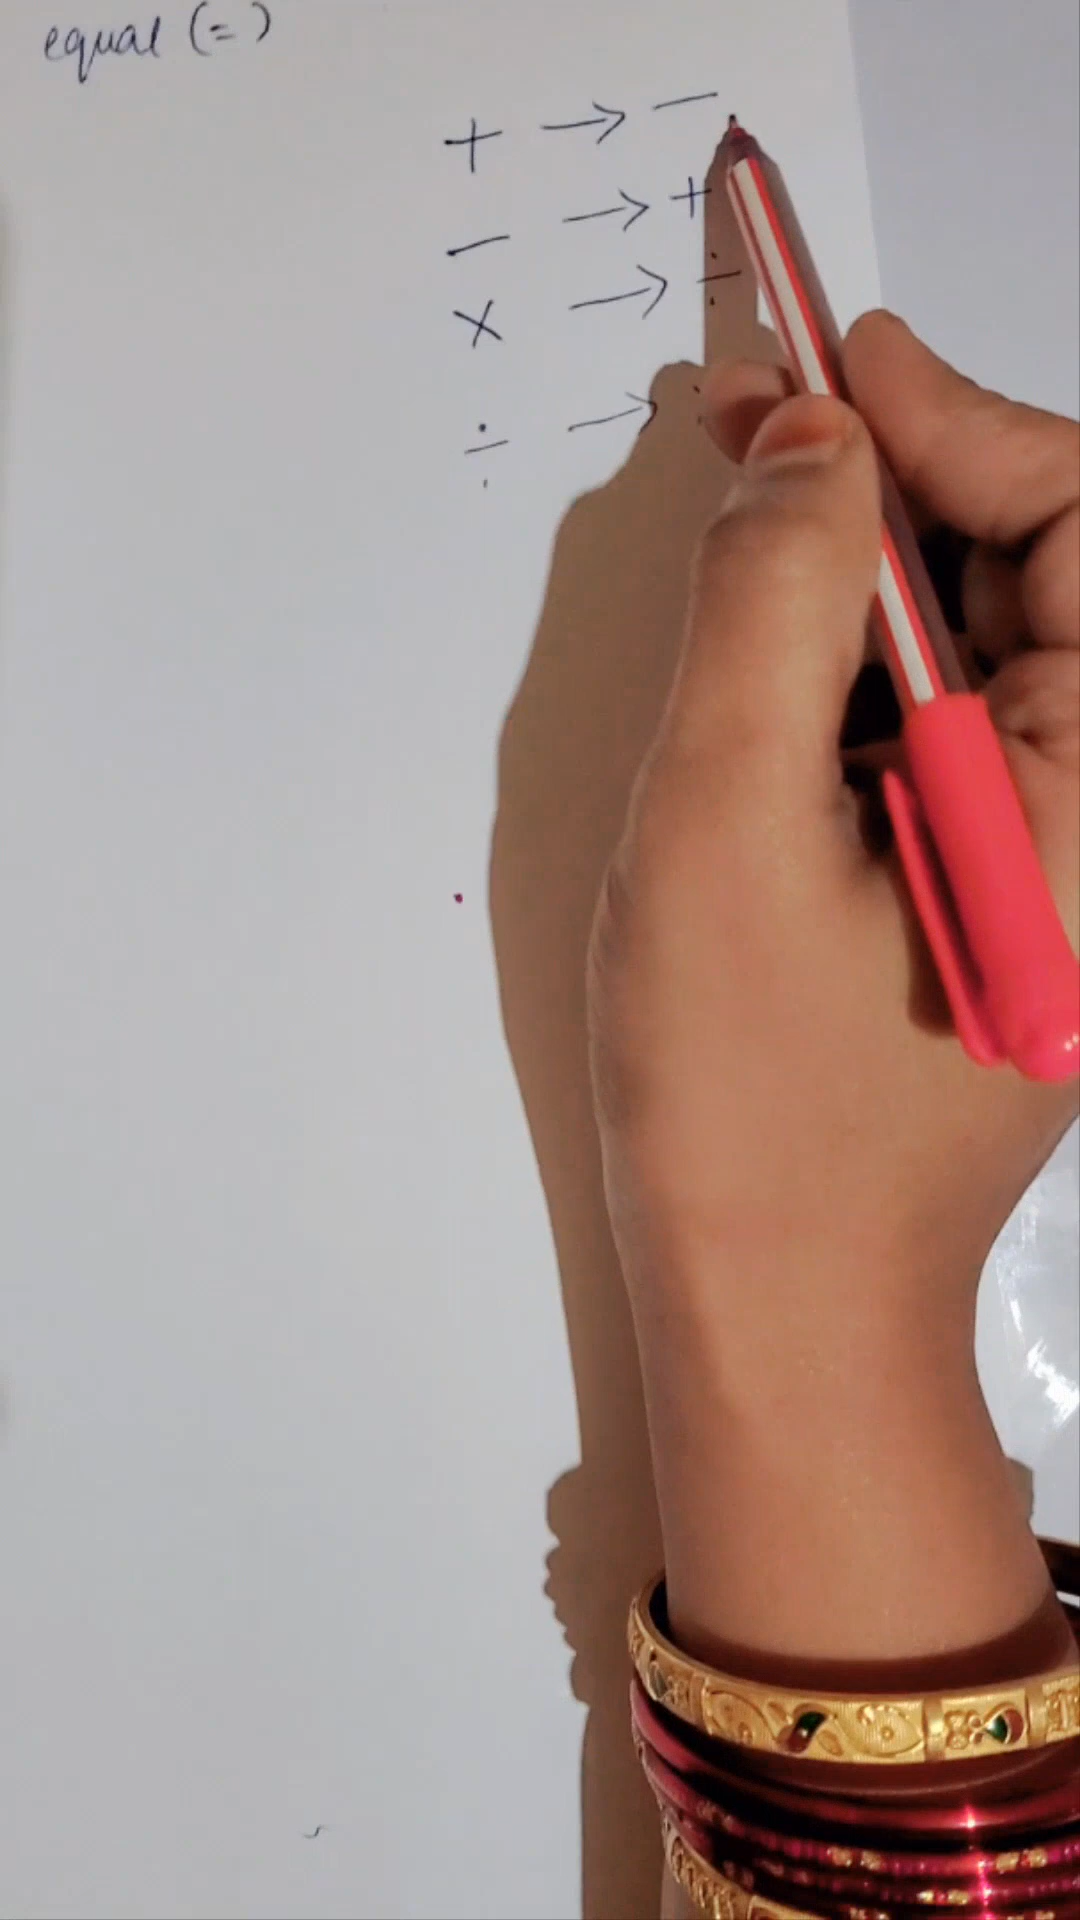 equal (=)
+ → −
− → +
× → ÷
÷ →